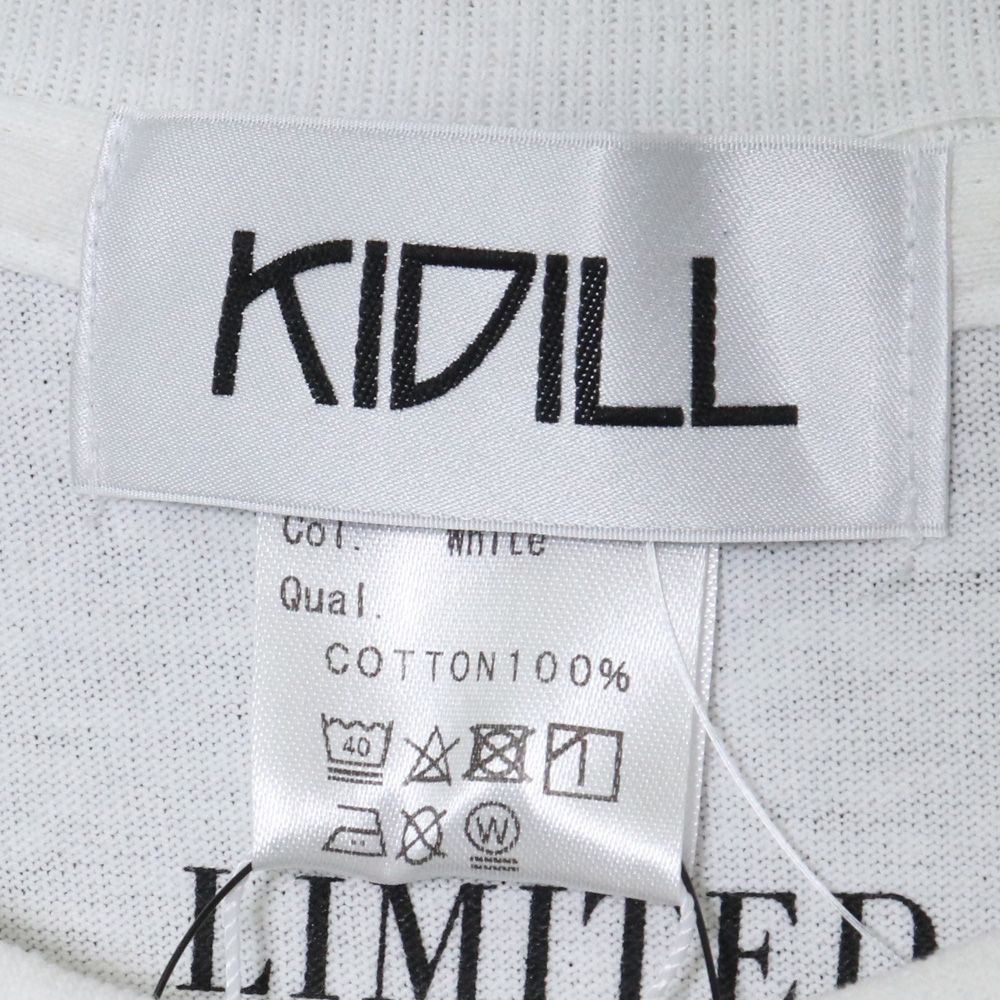 KIDILL
Col. White
Qual.
COTTON100%
40
W
LIMITED